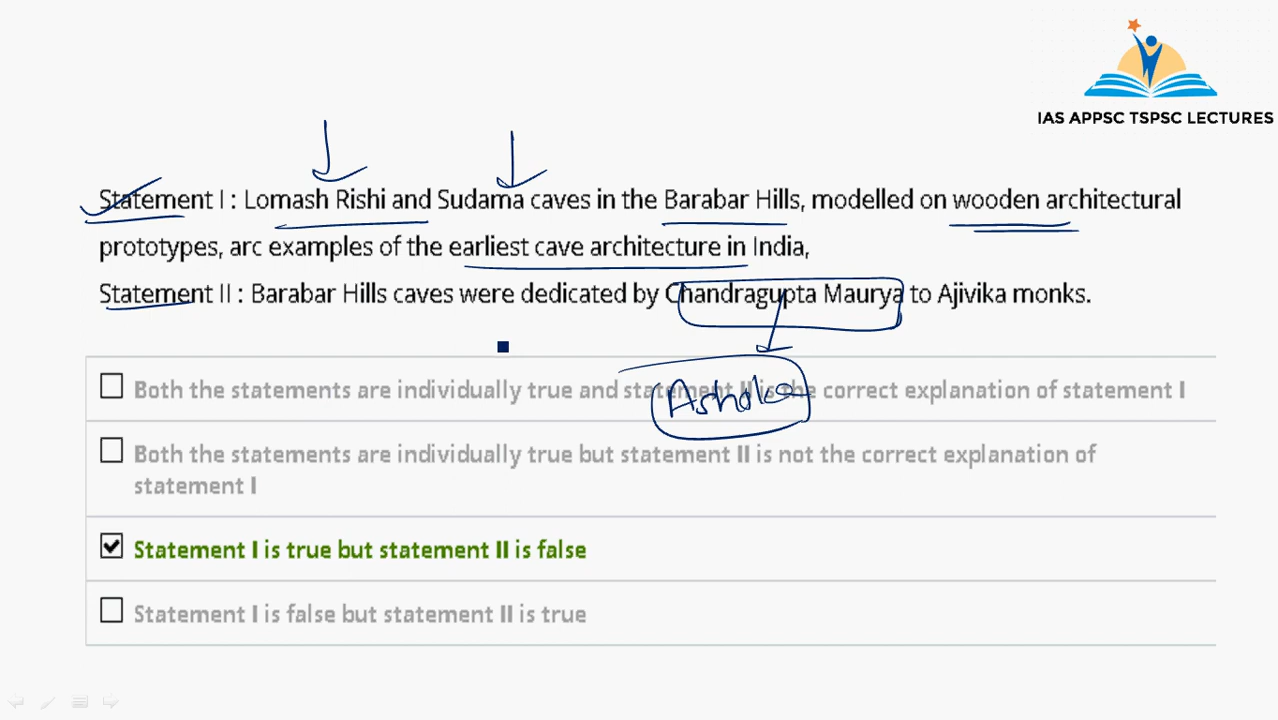 IAS APPSC TSPSC LECTURES
Statement I : Lomash Rishi and Sudama caves in the Barabar Hills, modelled on wooden architectural
prototypes, arc examples of the earliest cave architecture in India,
Statement II : Barabar Hills caves were dedicated by Chandragupta Maurya to Ajivika monks.
Both the statements are individually true and statement II is the correct explanation of statement I
Ashoka
Both the statements are individually true but statement II is not the correct explanation of
statement I
Statement I is true but statement II is false
Statement I is false but statement II is true